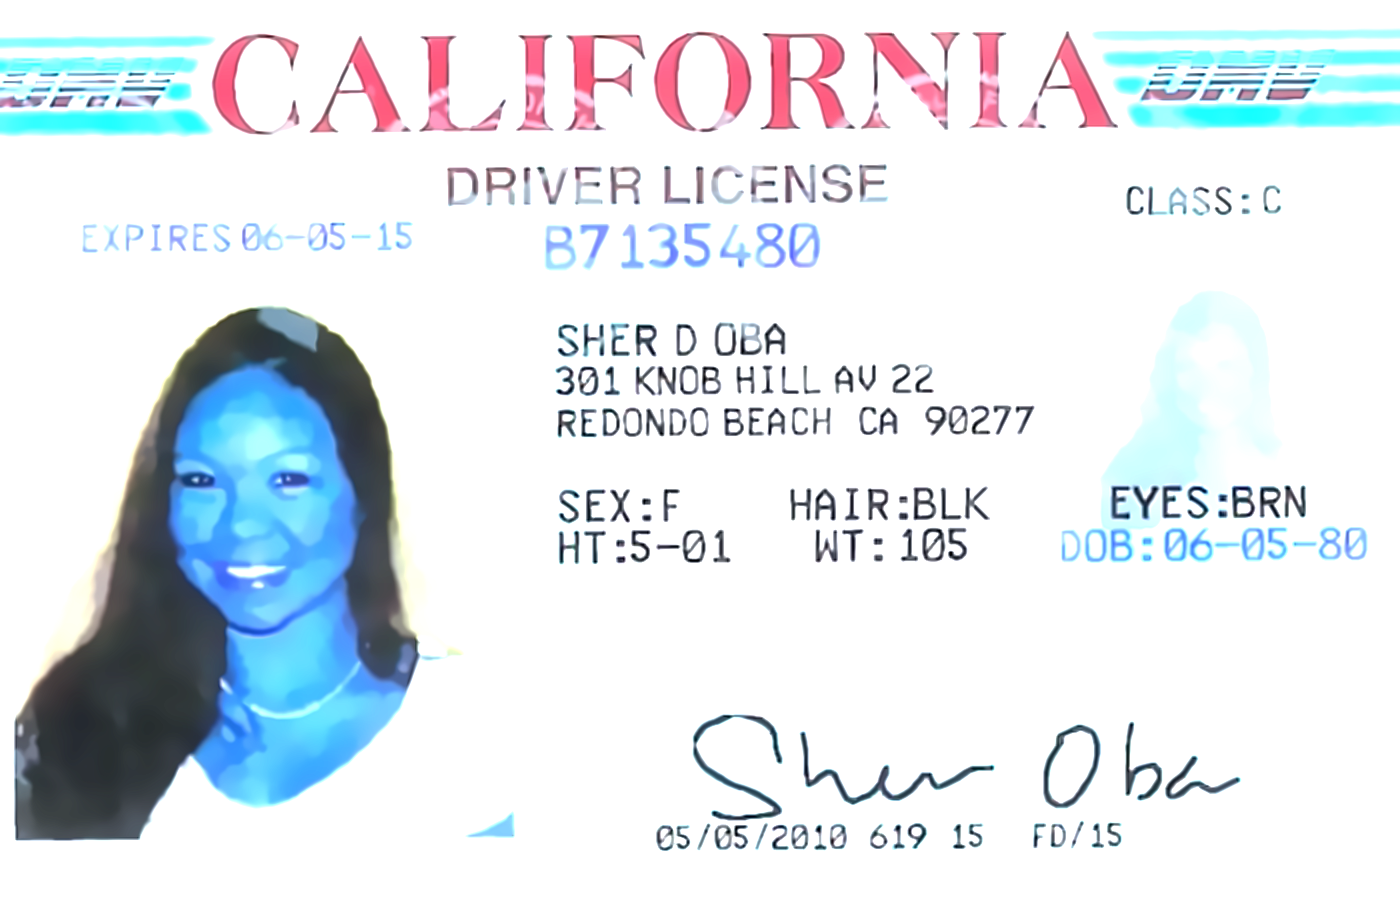 CALIFORNIA
DMV DMV
DRIVER LICENSE
CLASS:C
EXPIRES 06-05-15
B7135480
SHER D OBA
301 KNOB HILL AV 22
REDONDO BEACH CA 90277
SEX:F HAIR:BLK EYES:BRN
HT:5-01 WT:105 DOB:06-05-80
Sher Oba
05/05/2010 619 15 FD/15